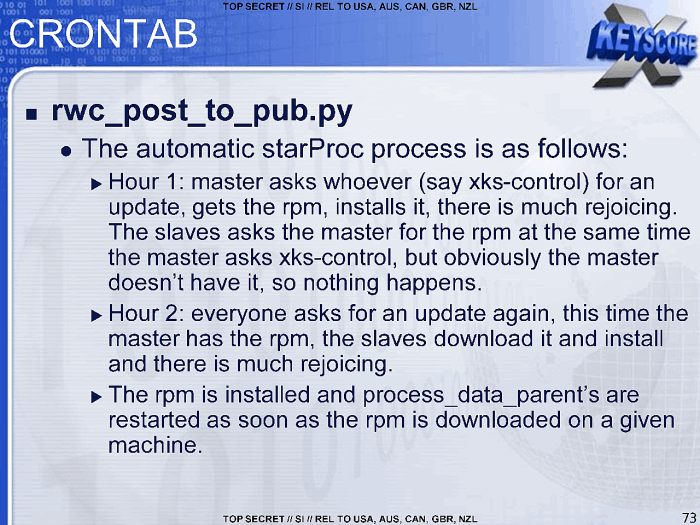 TOP SECRET // SI // REL TO USA, AUS, CAN, GBR, NZL
CRONTAB
X KEYSCORE
rwc_post_to_pub.py
The automatic starProc process is as follows:
Hour 1: master asks whoever (say xks-control) for an
update, gets the rpm, installs it, there is much rejoicing.
The slaves asks the master for the rpm at the same time
the master asks xks-control, but obviously the master
doesn't have it, so nothing happens.
Hour 2: everyone asks for an update again, this time the
master has the rpm, the slaves download it and install
and there is much rejoicing.
The rpm is installed and process_data_parent's are
restarted as soon as the rpm is downloaded on a given
machine.
TOP SECRET // SI // REL TO USA, AUS, CAN, GBR, NZL
73